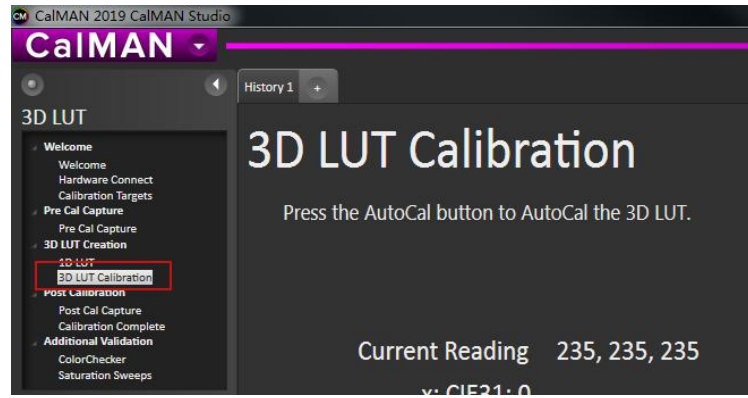 CM CalMAN 2019 CalMAN Studio
CalMAN
History 1 +
3D LUT
Welcome
Welcome
Hardware Connect
Calibration Targets
Pre Cal Capture
Pre Cal Capture
3D LUT Creation
1D LUT
3D LUT Calibration
Post Calibration
Post Cal Capture
Calibration Complete
Additional Validation
ColorChecker
Saturation Sweeps
3D LUT Calibration
Press the AutoCal button to AutoCal the 3D LUT.
Current Reading 235, 235, 235
x: CIE31: 0